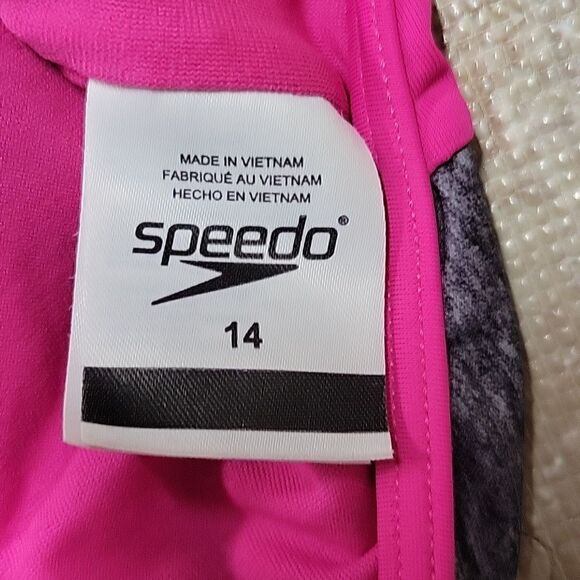 MADE IN VIETNAM
FABRIQUÉ AU VIETNAM
HECHO EN VIETNAM
speedo®
14